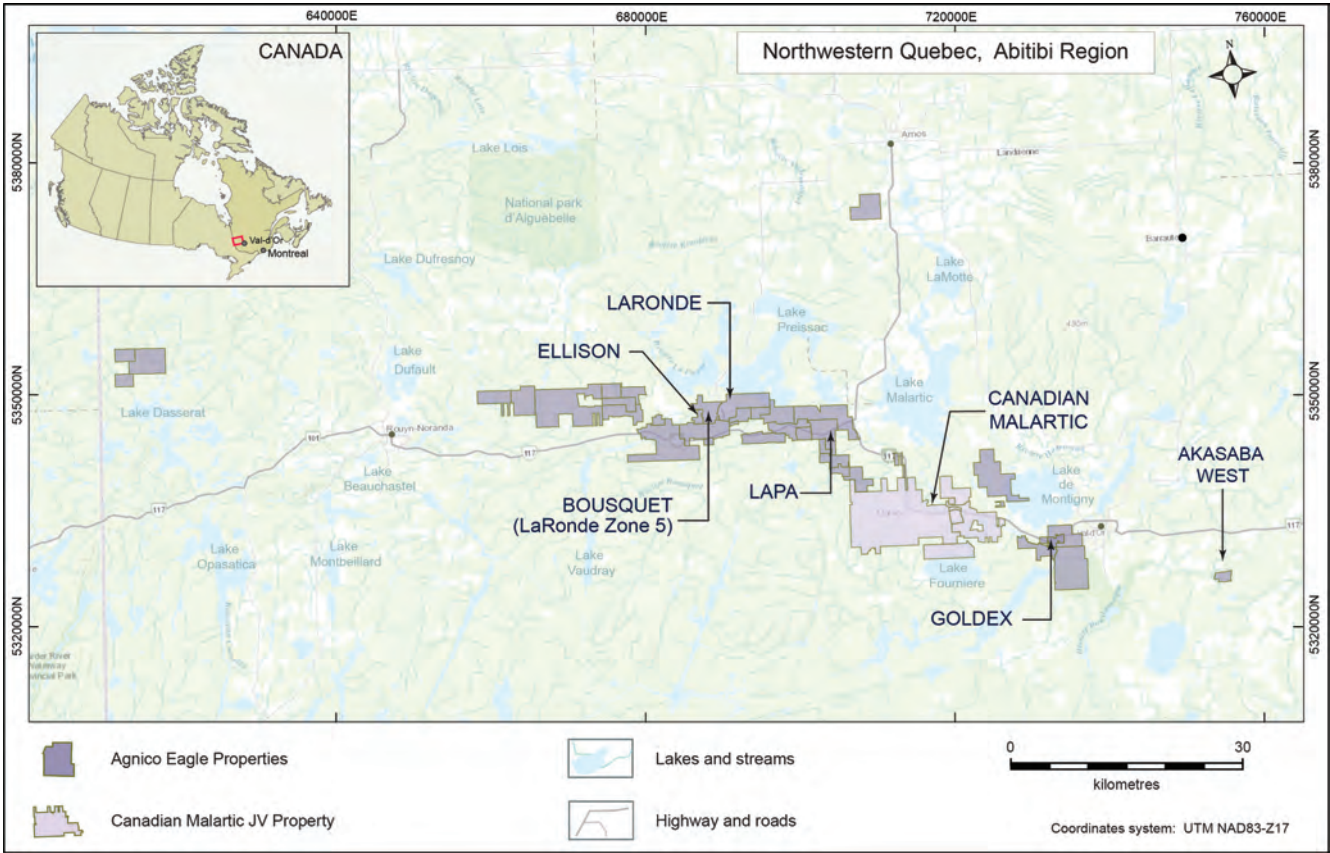 640000E
680000E
720000E
760000E
CANADA
Northwestern Quebec, Abitibi Region
N
5380000N
5380000N
Val-d'Or
Montreal
Lake Lois
National park
d'Aiguebelle
Amos
Landrienne
Barraute
Lake Dufresnoy
Lake
LaMotte
LARONDE
Lake
Preissac
430m
ELLISON
Lake
Dufault
5350000N
5350000N
Lake Dasserat
Lake
Malartic
CANADIAN
MALARTIC
Rouyn-Noranda
101
117
117
AKASABA
WEST
Lake
Beauchastel
BOUSQUET
(LaRonde Zone 5)
LAPA
Lake
de
Montigny
117
117
Lake
Opasatica
Lake
Montbeillard
Lake
Vaudray
Lake
Fourniere
GOLDEX
5320000N
5320000N
Agnico Eagle Properties
Lakes and streams
0
30
kilometres
Canadian Malartic JV Property
Highway and roads
Coordinates system: UTM NAD83-Z17